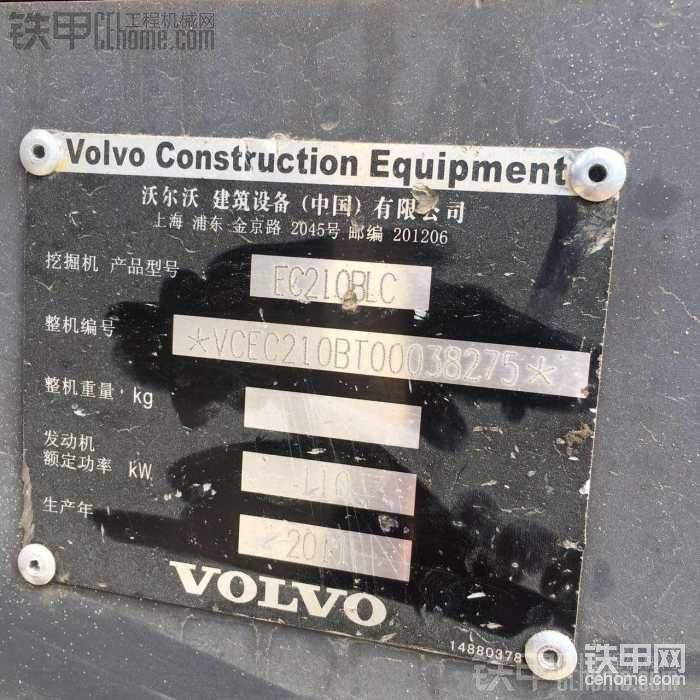 铁甲工程机械网
cehome.com
Volvo Construction Equipment
沃尔沃 建筑设备（中国）有限公司
上海 浦东 金京路 2045号 邮编 201206
挖掘机 产品型号 EC210BLC
整机编号 *VCEC210BT00038275*
整机重量· kg
发动机
额定功率 kW 110
生产年
VOLVO
铁甲网
cehome.com